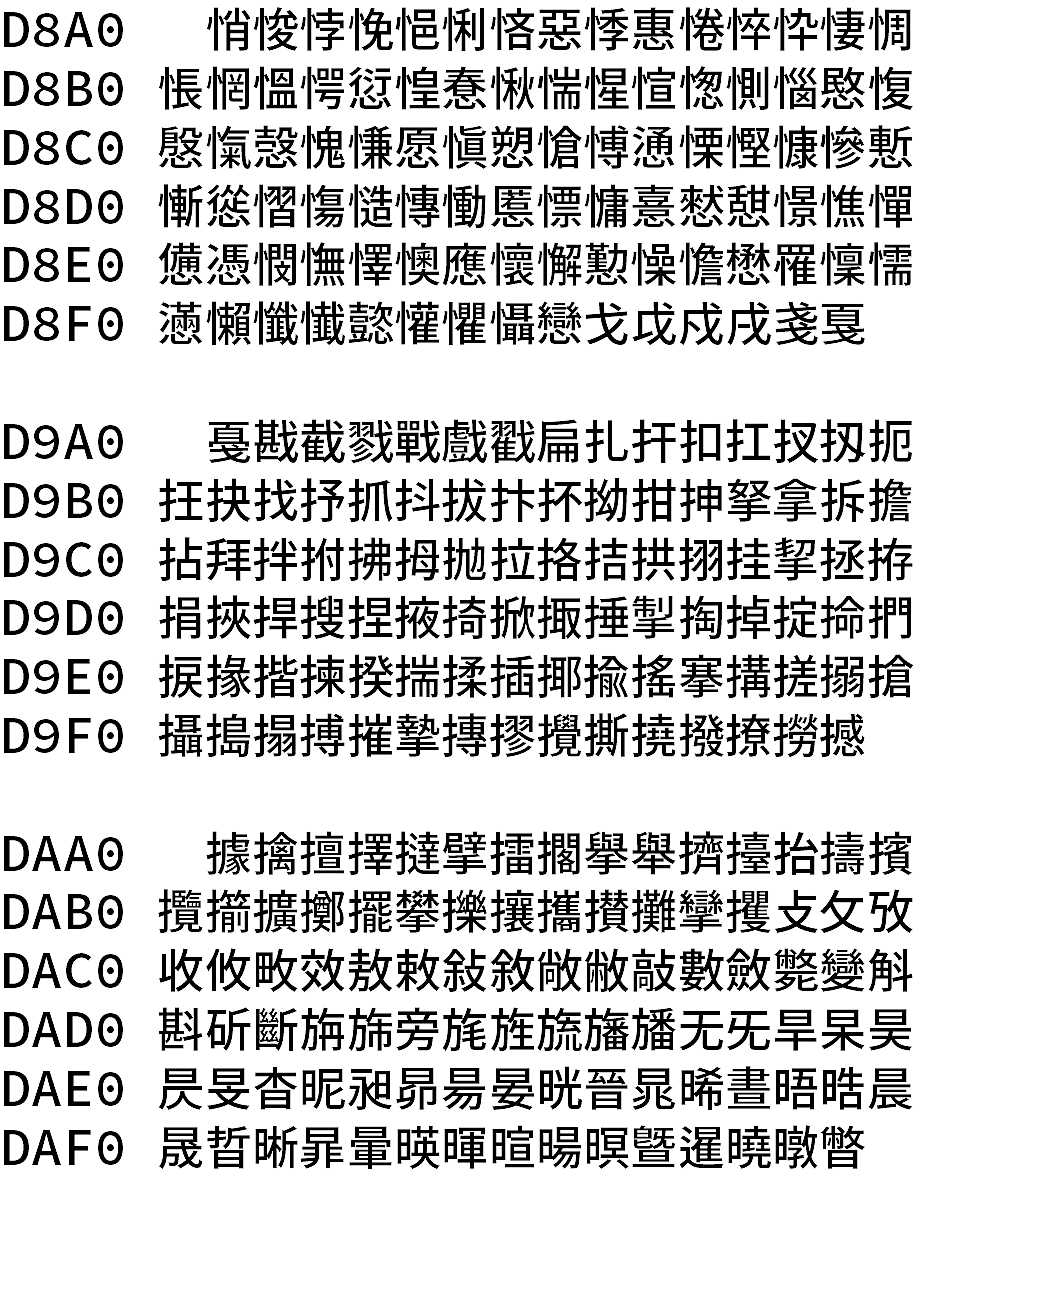 D8A0 悄悛悖悗悒悧悋惡悸惠惓悴忰悽惆
D8B0 悵惘慍愕愆惶惷愀惴惺愃愡惻惱愍愎
D8C0 慇愾愨愧慊愿愼愬愴愽慂慄慳慷慘慙
D8D0 慚慫慴慯慥慱慟慝慓慵憙憖憇憬憔憚
D8E0 憊憑憫憮懌懊應懷懈懃懆憺懋罹懍懦
D8F0 懣懶懺懴懿懽懼懾戀戈戉戍戌戔戛
D9A0 戞戡截戮戰戲戳扁扎扞扣扛扠扨扼
D9B0 抂抉找抒抓抖拔抃抔拗拑抻拏拿拆擔
D9C0 拈拜拌拊拂拇抛拉挌拮拱挧挂挈拯拵
D9D0 捐挾捍搜捏掖掎掀掫捶掣掏掉掟掵捫
D9E0 捩掾揩揀揆揣揉插揶揄搖搴搆搓搦搶
D9F0 攝搗搨搏摧摯摶摎攪撕撓撥撩撈撼
DAA0 據擒擅擇撻擘擂擱擧舉擠擡抬擣擯
DAB0 攬擶擴擲擺攀擽攘攜攅攤攣攫攴攵攷
DAC0 收攸畋效敖敕敍敘敞敝敲數斂斃變斛
DAD0 斟斫斷旃旆旁旄旌旒旛旙无旡旱杲昊
DAE0 昃旻杳昵昶昴昜晏晄晉晁晞晝晤晧晨
DAF0 晟晢晰暃暈暎暉暄暘暝曁暹曉暾暼